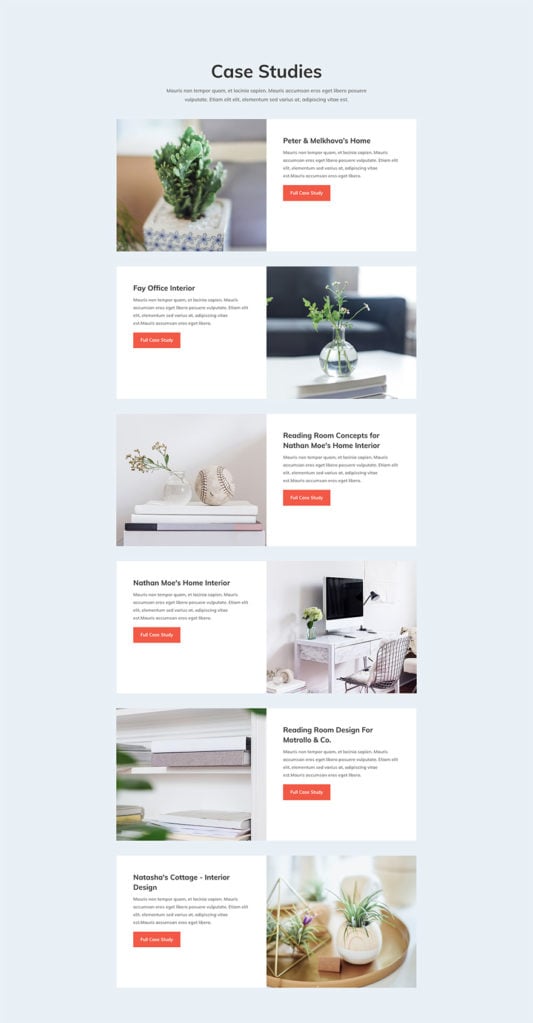 Case Studies
Mauris non tempor quam, et lacinia sapien. Mauris accumsan eros eget libero posuere
vulputate. Etiam elit elit, elementum sed varius at, adipiscing vitae est.
Peter & Melkhova's Home
Mauris non tempor quam, et lacinia sapien. Mauris
accumsan eros eget libero posuere vulputate. Etiam elit
elit, elementum sed varius at, adipiscing vitae
est.Mauris accumsan eros eget libero.
Full Case Study
Fay Office Interior
Mauris non tempor quam, et lacinia sapien. Mauris
accumsan eros eget libero posuere vulputate. Etiam elit
elit, elementum sed varius at, adipiscing vitae
est.Mauris accumsan eros eget libero.
Full Case Study
Reading Room Concepts for
Nathan Moe's Home Interior
Mauris non tempor quam, et lacinia sapien. Mauris
accumsan eros eget libero posuere vulputate. Etiam elit
elit, elementum sed varius at, adipiscing vitae
est.Mauris accumsan eros eget libero.
Full Case Study
Nathan Moe's Home Interior
Mauris non tempor quam, et lacinia sapien. Mauris
accumsan eros eget libero posuere vulputate. Etiam elit
elit, elementum sed varius at, adipiscing vitae
est.Mauris accumsan eros eget libero.
Full Case Study
Reading Room Design For
Motrollo & Co.
Mauris non tempor quam, et lacinia sapien. Mauris
accumsan eros eget libero posuere vulputate. Etiam elit
elit, elementum sed varius at, adipiscing vitae
est.Mauris accumsan eros eget libero.
Full Case Study
Natasha's Cottage - Interior
Design
Mauris non tempor quam, et lacinia sapien. Mauris
accumsan eros eget libero posuere vulputate. Etiam elit
elit, elementum sed varius at, adipiscing vitae
est.Mauris accumsan eros eget libero.
Full Case Study